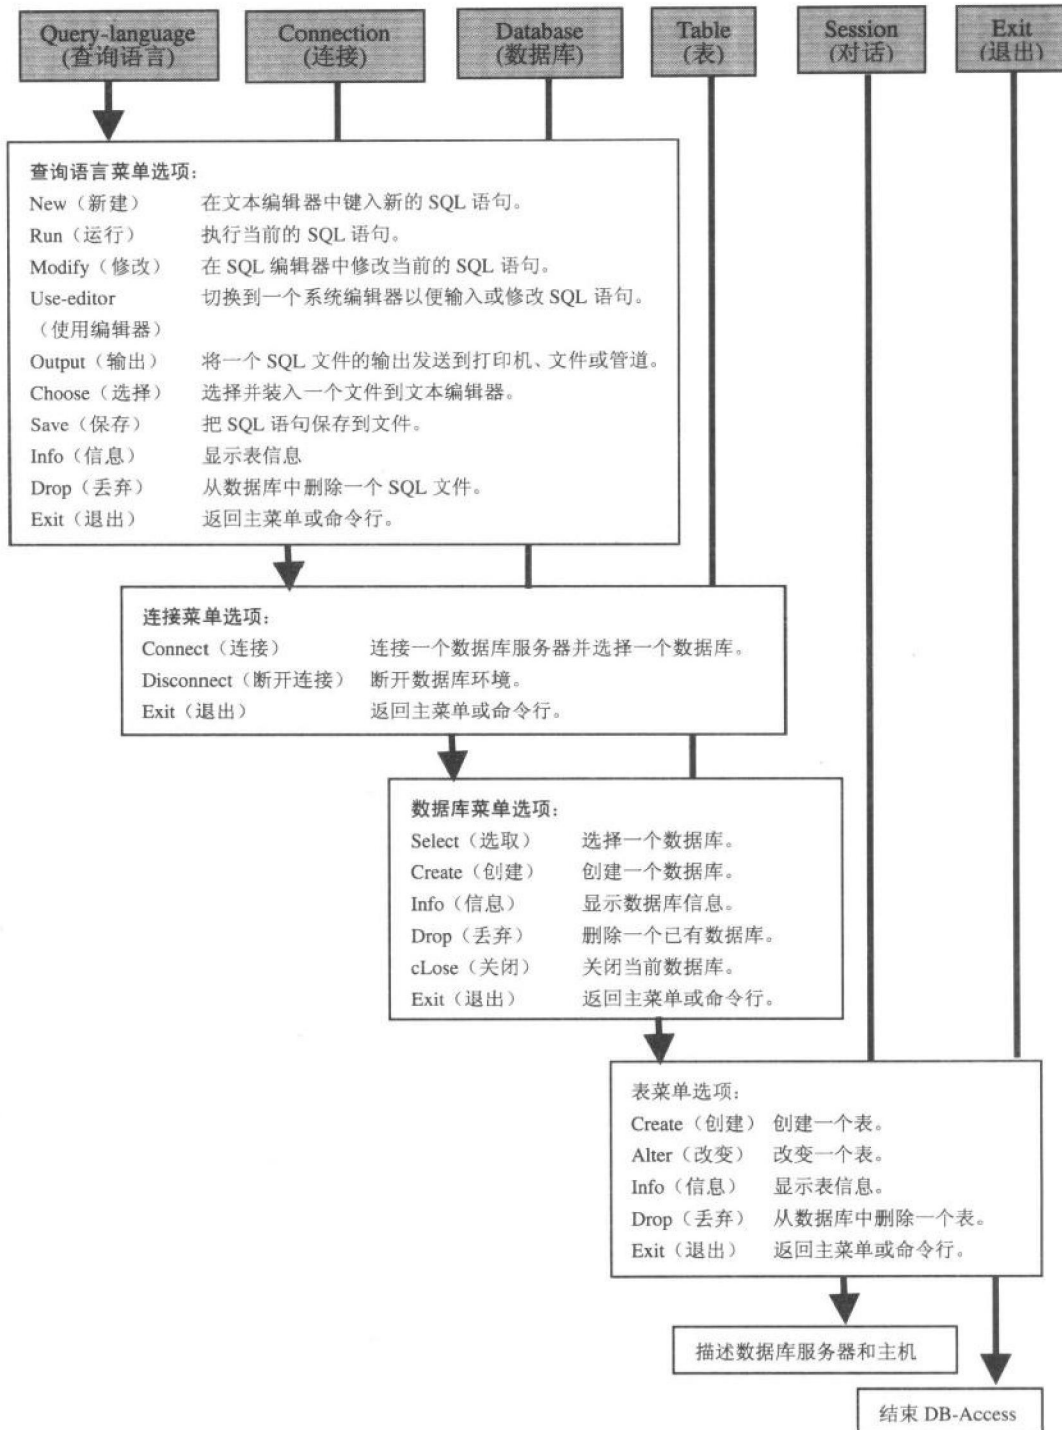 Query-language
(查询语言)
Connection
(连接)
Database
(数据库)
Table
(表)
Session
(对话)
Exit
(退出)
查询语言菜单选项：
New（新建） 在文本编辑器中键入新的 SQL 语句。
Run（运行） 执行当前的 SQL 语句。
Modify（修改） 在 SQL 编辑器中修改当前的 SQL 语句。
Use-editor 切换到一个系统编辑器以便输入或修改 SQL 语句。
（使用编辑器）
Output（输出） 将一个 SQL 文件的输出发送到打印机、文件或管道。
Choose（选择） 选择并装入一个文件到文本编辑器。
Save（保存） 把 SQL 语句保存到文件。
Info（信息） 显示表信息
Drop（丢弃） 从数据库中删除一个 SQL 文件。
Exit（退出） 返回主菜单或命令行。
连接菜单选项：
Connect（连接） 连接一个数据库服务器并选择一个数据库。
Disconnect（断开连接） 断开数据库环境。
Exit（退出） 返回主菜单或命令行。
数据库菜单选项：
Select（选取） 选择一个数据库。
Create（创建） 创建一个数据库。
Info（信息） 显示数据库信息。
Drop（丢弃） 删除一个已有数据库。
cLose（关闭） 关闭当前数据库。
Exit（退出） 返回主菜单或命令行。
表菜单选项：
Create（创建） 创建一个表。
Alter（改变） 改变一个表。
Info（信息） 显示表信息。
Drop（丢弃） 从数据库中删除一个表。
Exit（退出） 返回主菜单或命令行。
描述数据库服务器和主机
结束 DB-Access